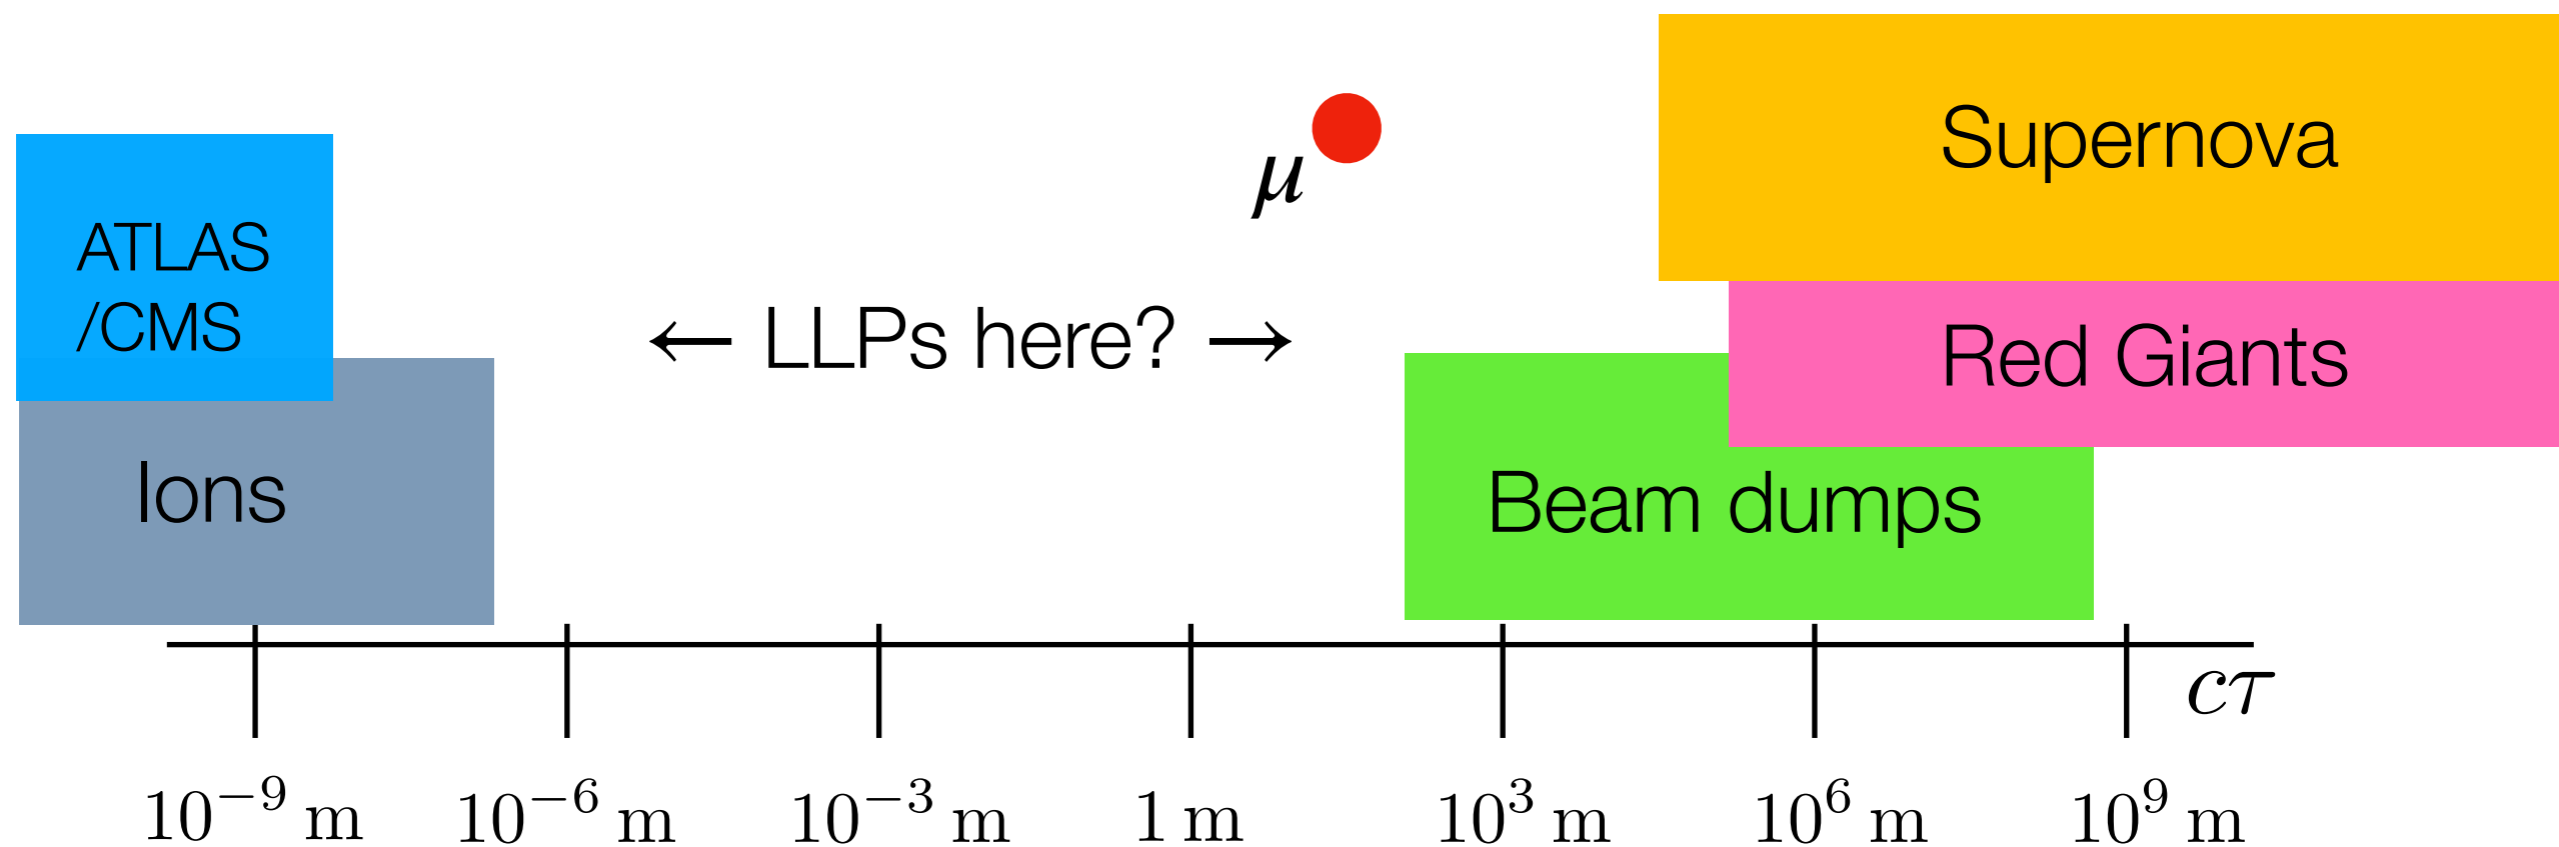 Supernova
μ
ATLAS
/CMS
← LLPs here? →
Red Giants
Ions
Beam dumps
cτ
10⁻⁹ m 10⁻⁶ m 10⁻³ m 1 m 10³ m 10⁶ m 10⁹ m